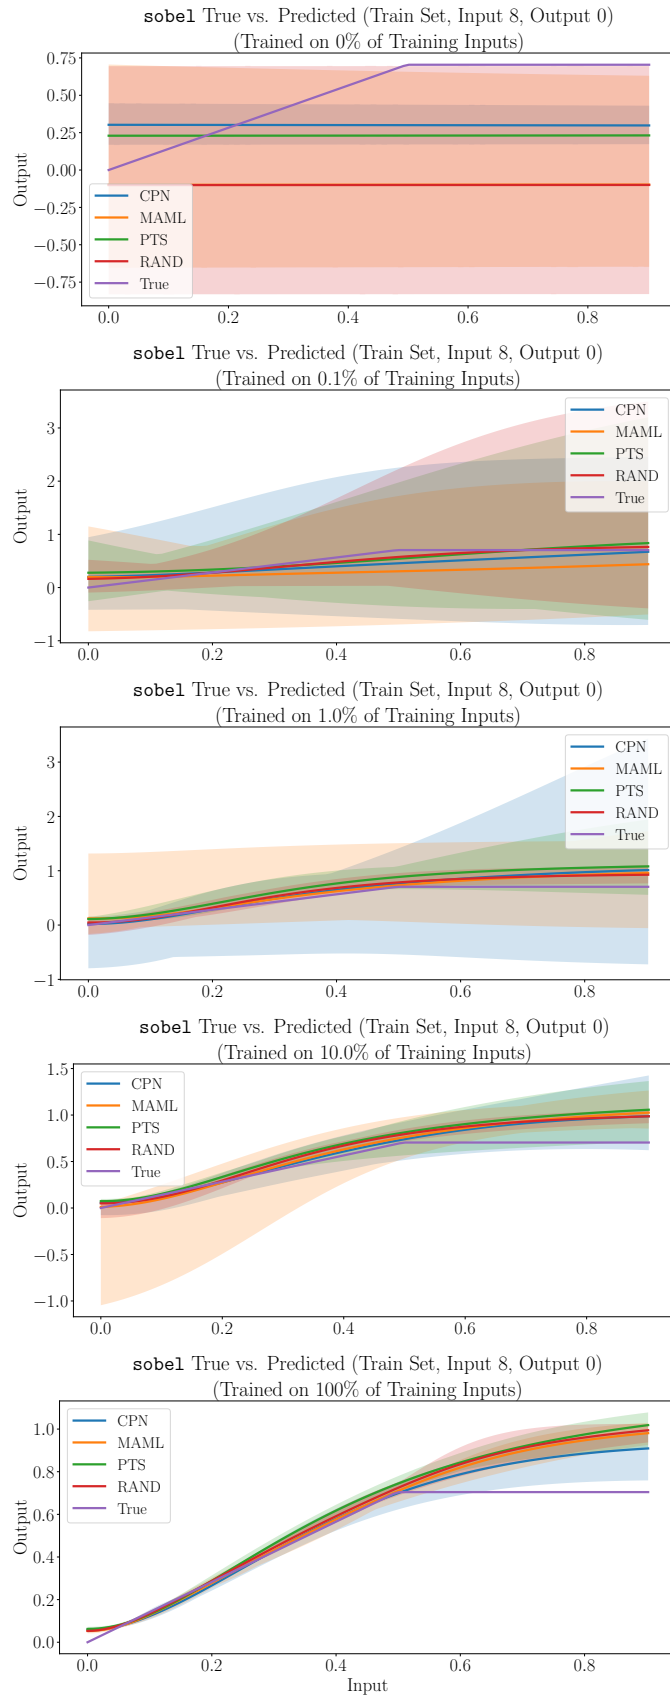 sobel True vs. Predicted (Train Set, Input 8, Output 0)
(Trained on 0% of Training Inputs)
0.75
0.50
0.25
0.00
−0.25
−0.50
−0.75
Output
CPN
MAML
PTS
RAND
True
0.0 0.2 0.4 0.6 0.8
sobel True vs. Predicted (Train Set, Input 8, Output 0)
(Trained on 0.1% of Training Inputs)
3
2
1
0
−1
Output
CPN
MAML
PTS
RAND
True
0.0 0.2 0.4 0.6 0.8
sobel True vs. Predicted (Train Set, Input 8, Output 0)
(Trained on 1.0% of Training Inputs)
3
2
1
0
−1
Output
CPN
MAML
PTS
RAND
True
0.0 0.2 0.4 0.6 0.8
sobel True vs. Predicted (Train Set, Input 8, Output 0)
(Trained on 10.0% of Training Inputs)
1.5
1.0
0.5
0.0
−0.5
−1.0
Output
CPN
MAML
PTS
RAND
True
0.0 0.2 0.4 0.6 0.8
sobel True vs. Predicted (Train Set, Input 8, Output 0)
(Trained on 100% of Training Inputs)
1.0
0.8
0.6
0.4
0.2
0.0
Output
CPN
MAML
PTS
RAND
True
0.0 0.2 0.4 0.6 0.8
Input